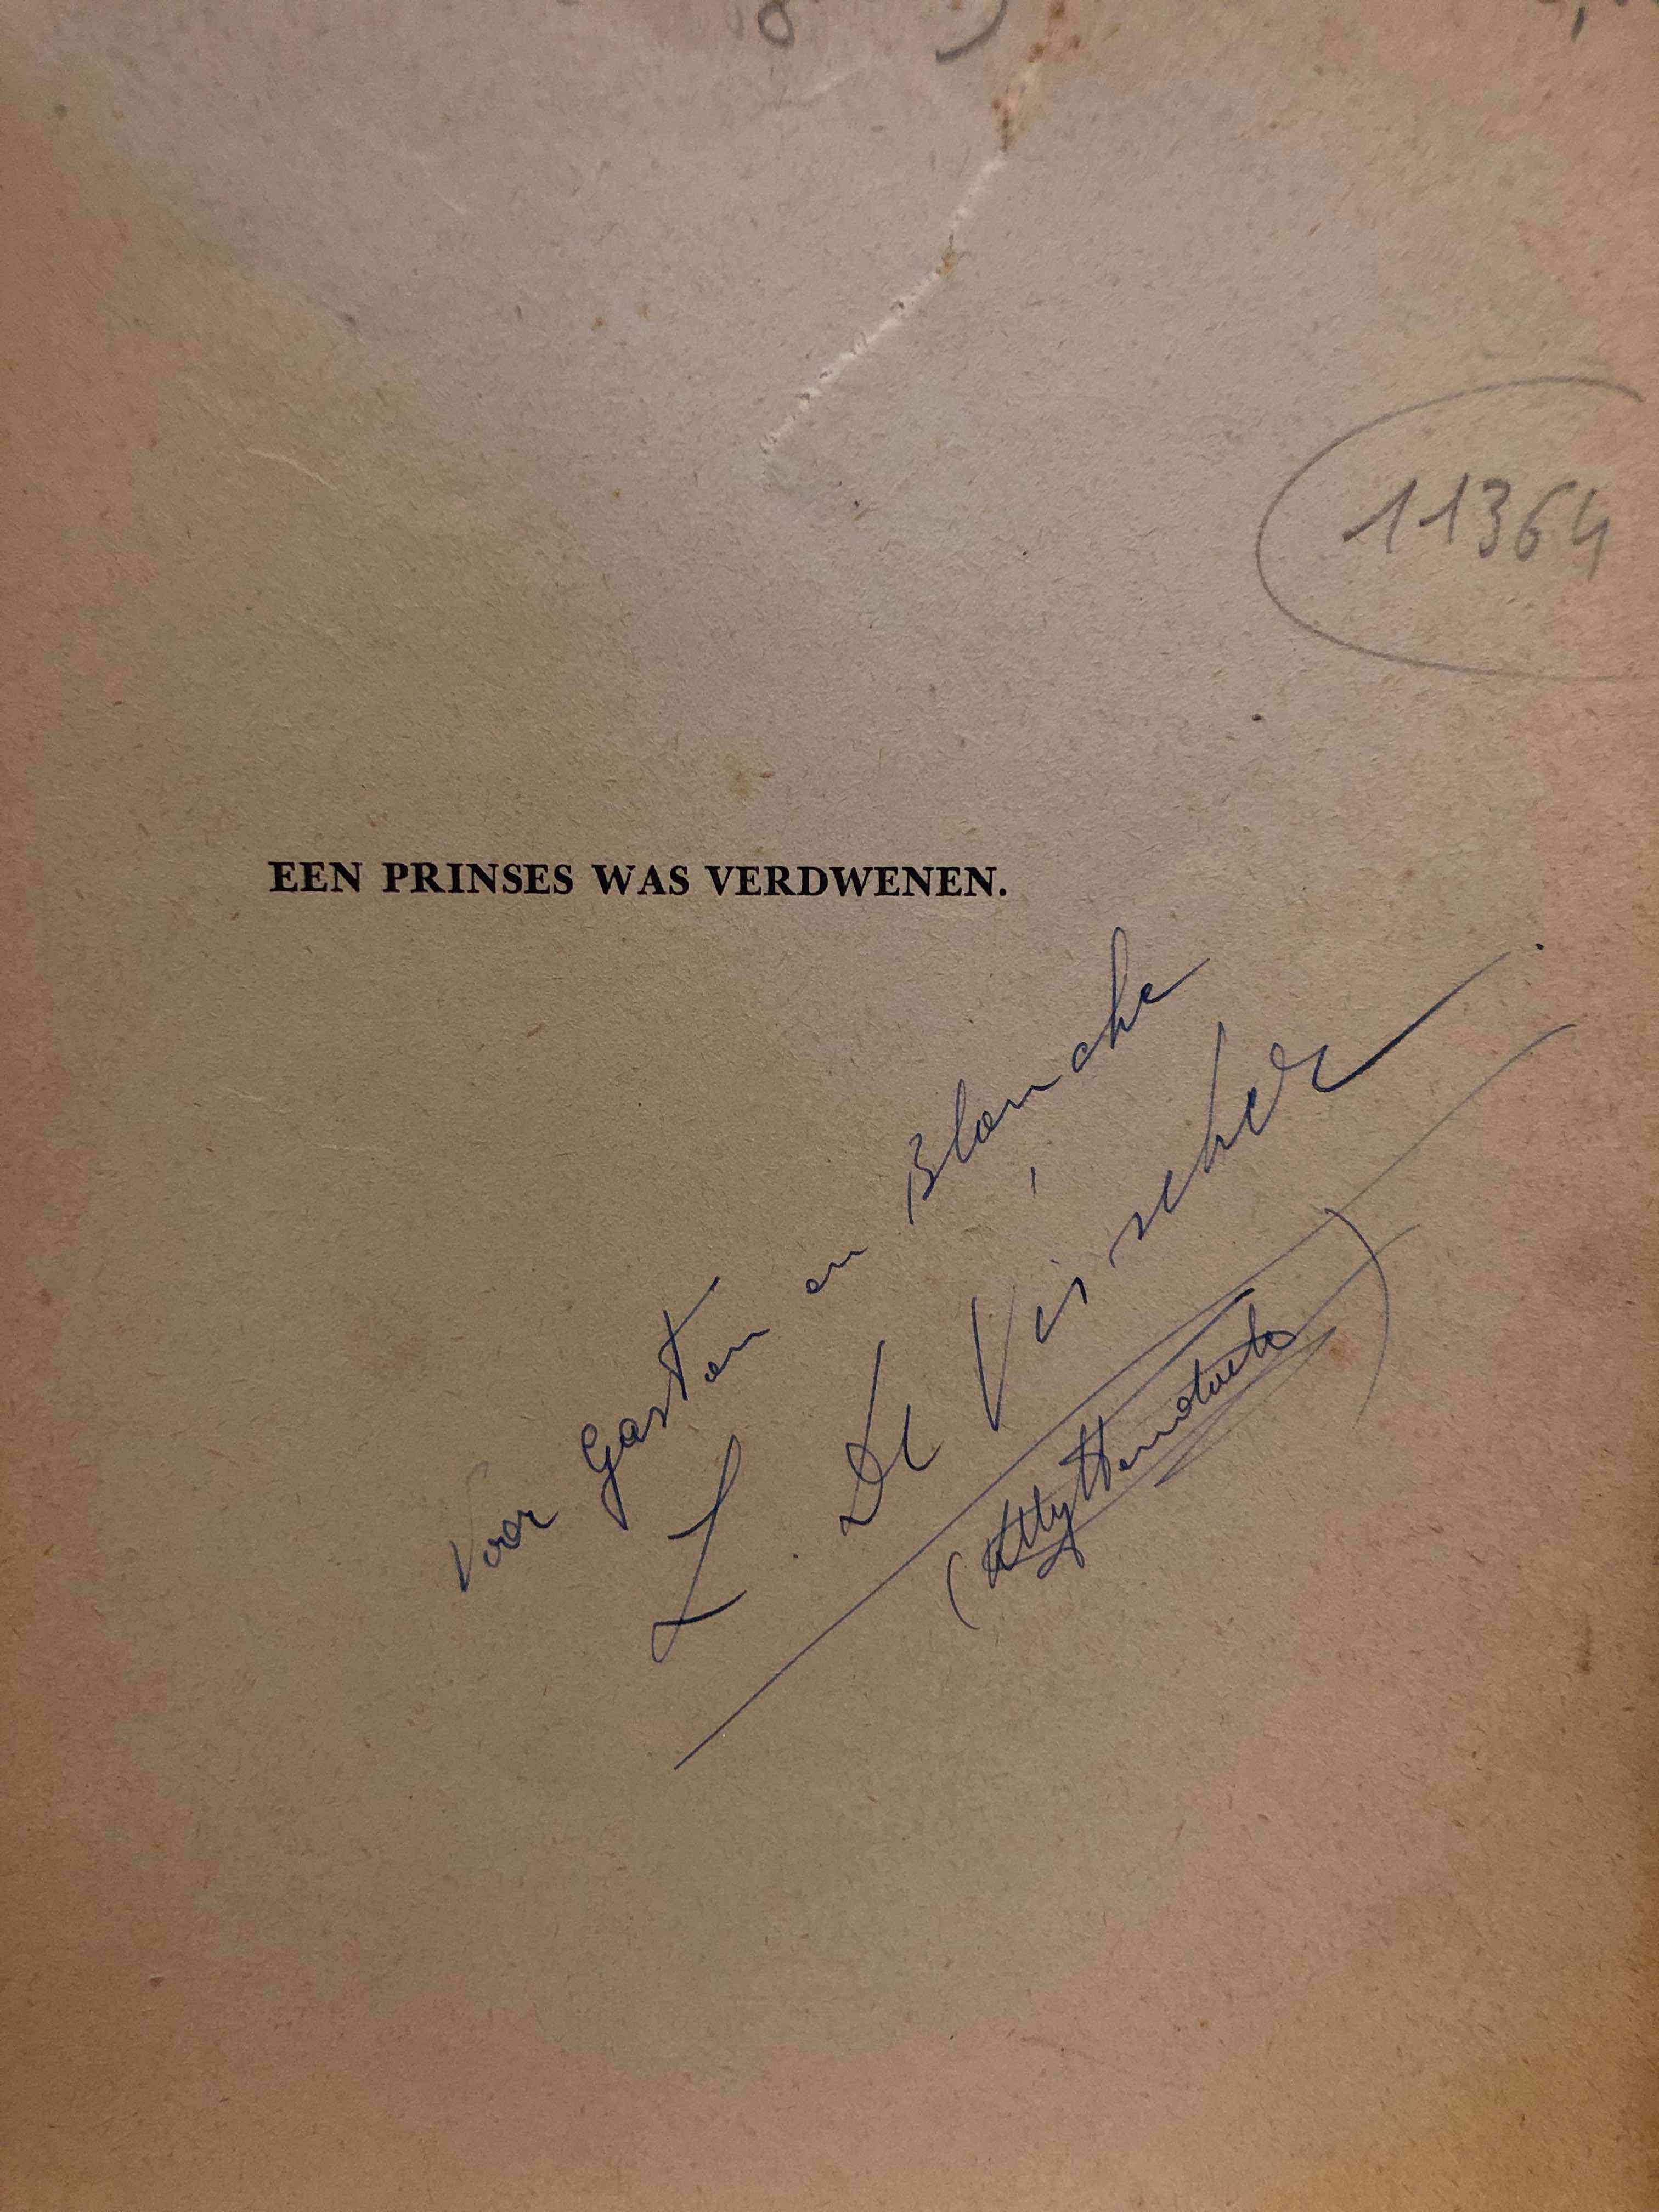 11364
EEN PRINSES WAS VERDWENEN.
Voor Gaston en Blanche
L. De Visscher.